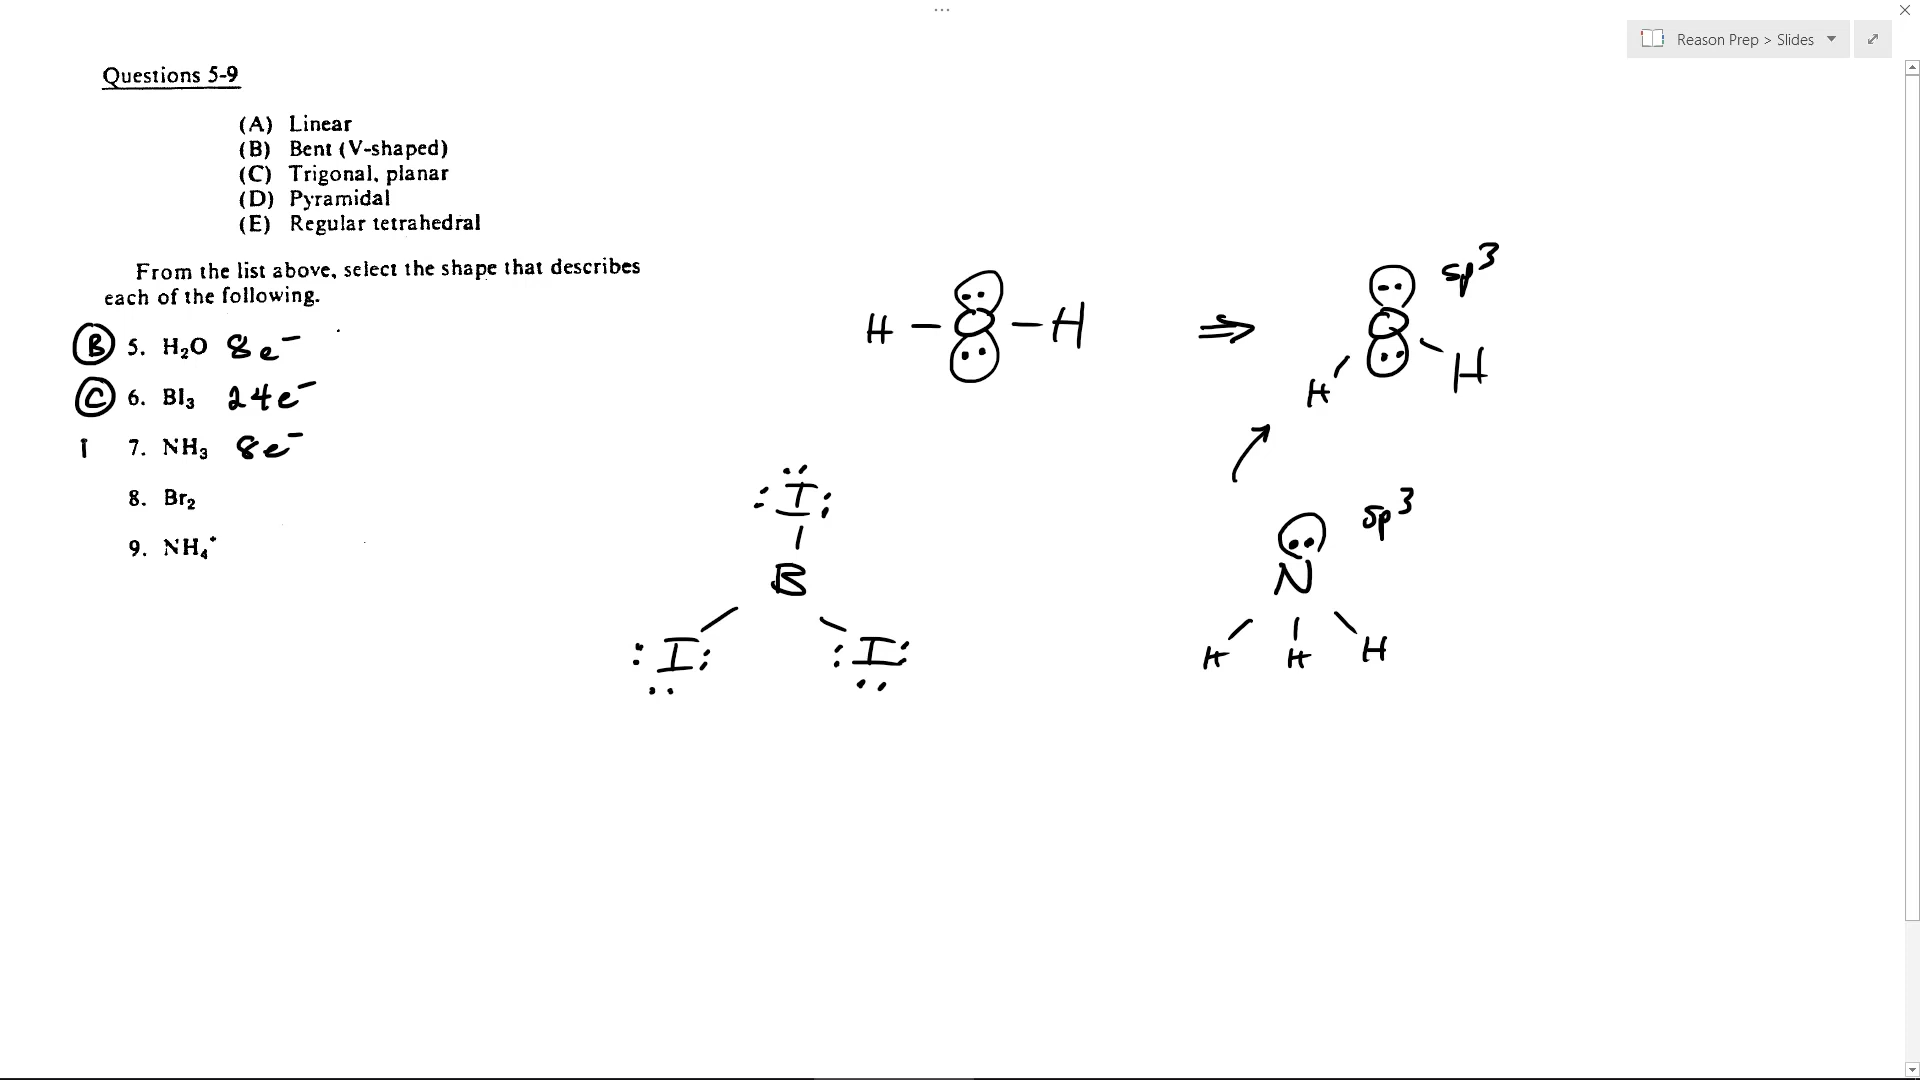 ...
Reason Prep > Slides
Questions 5-9
(A) Linear
(B) Bent (V-shaped)
(C) Trigonal, planar
(D) Pyramidal
(E) Regular tetrahedral
From the list above, select the shape that describes
each of the following.
B 5. H₂O 8e⁻
C 6. BI₃ 24e⁻
7. NH₃ 8e⁻
8. Br₂
9. NH₄⁺
H – O – H ⇒ O sp³
H H
I
B
I I
N sp³
H H H